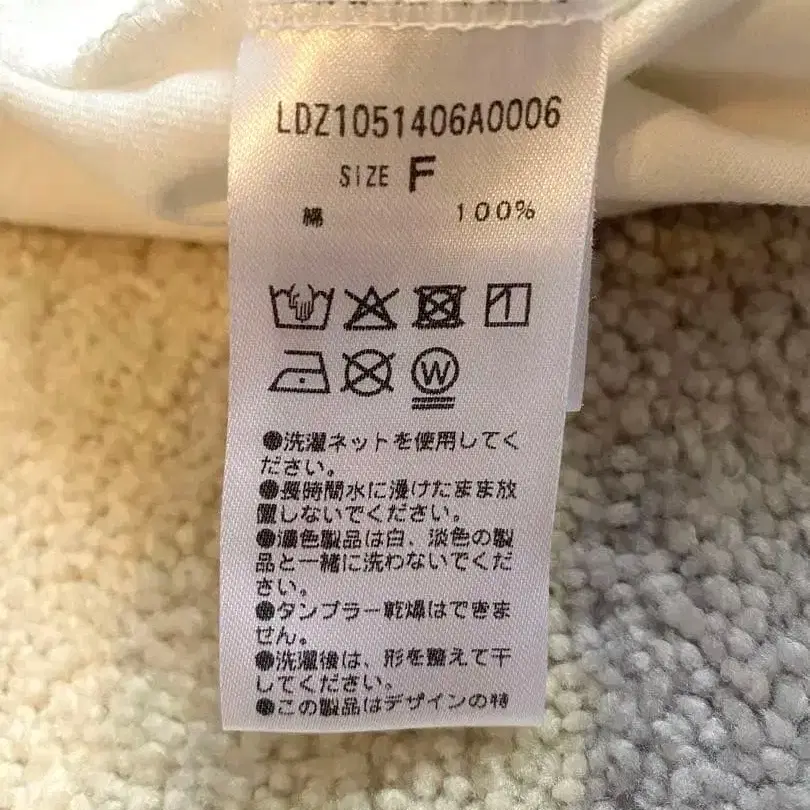 LDZ1051406A0006
SIZE F
綿 100%
W
●洗濯ネットを使用してく
ださい。
●長時間水に浸けたまま放
置しないでください。
●濃色製品は白、淡色の製
品と一緒に洗わないでくだ
さい。
●タンブラー乾燥はできま
せん。
●洗濯後は、形を整えて干
してください。
●この製品はデザインの特